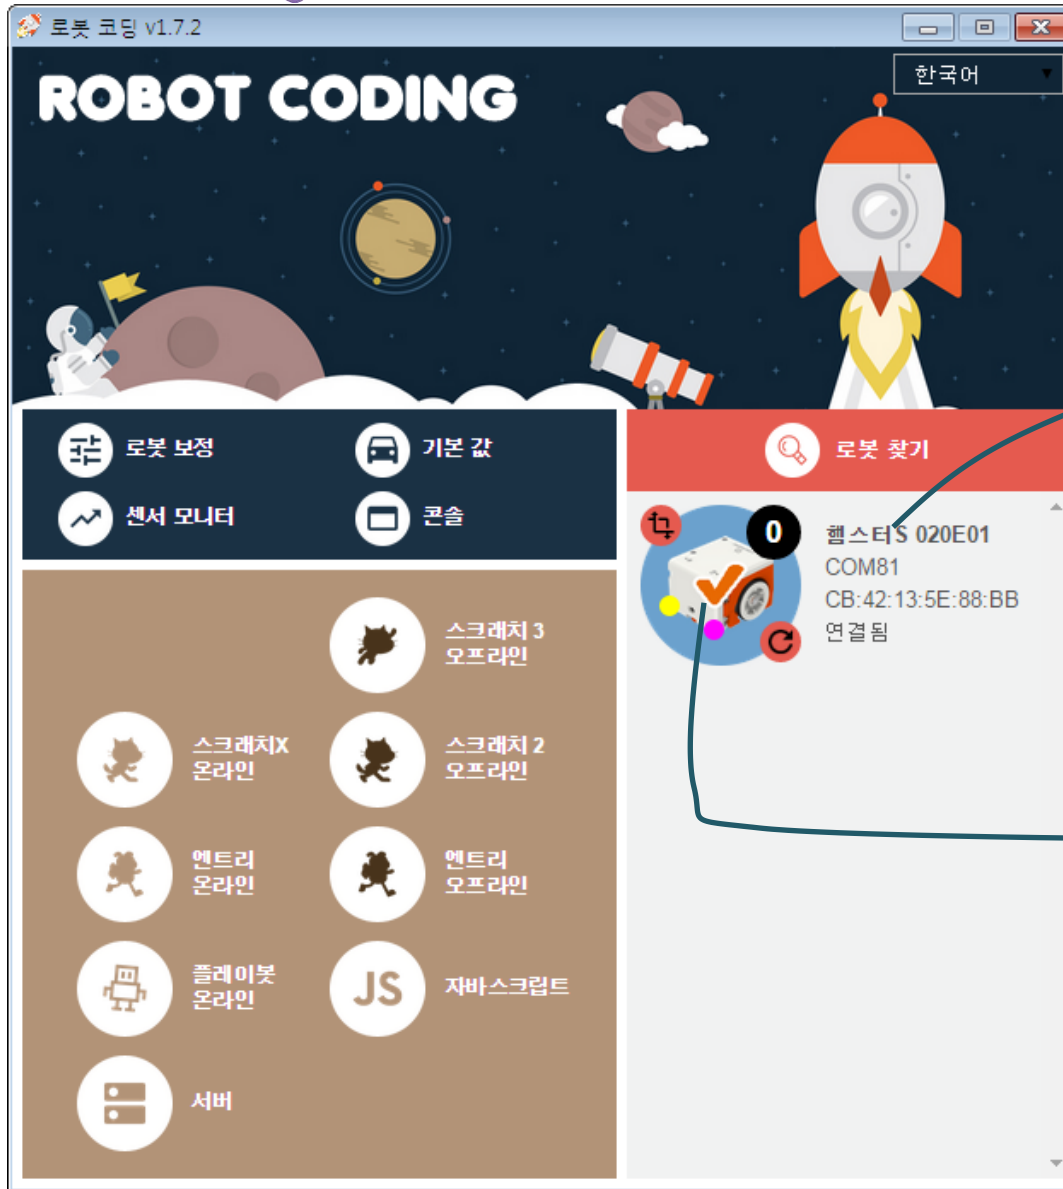 로봇 코딩 v1.7.2
한국어
ROBOT CODING
로봇 보정
기본 값
센서 모니터
콘솔
로봇 찾기
0
햄스터S 020E01
COM81
CB:42:13:5E:88:BB
연결됨
스크래치 3
오프라인
스크래치X
온라인
스크래치 2
오프라인
엔트리
온라인
엔트리
오프라인
플레이봇
온라인
JS
자바스크립트
서버